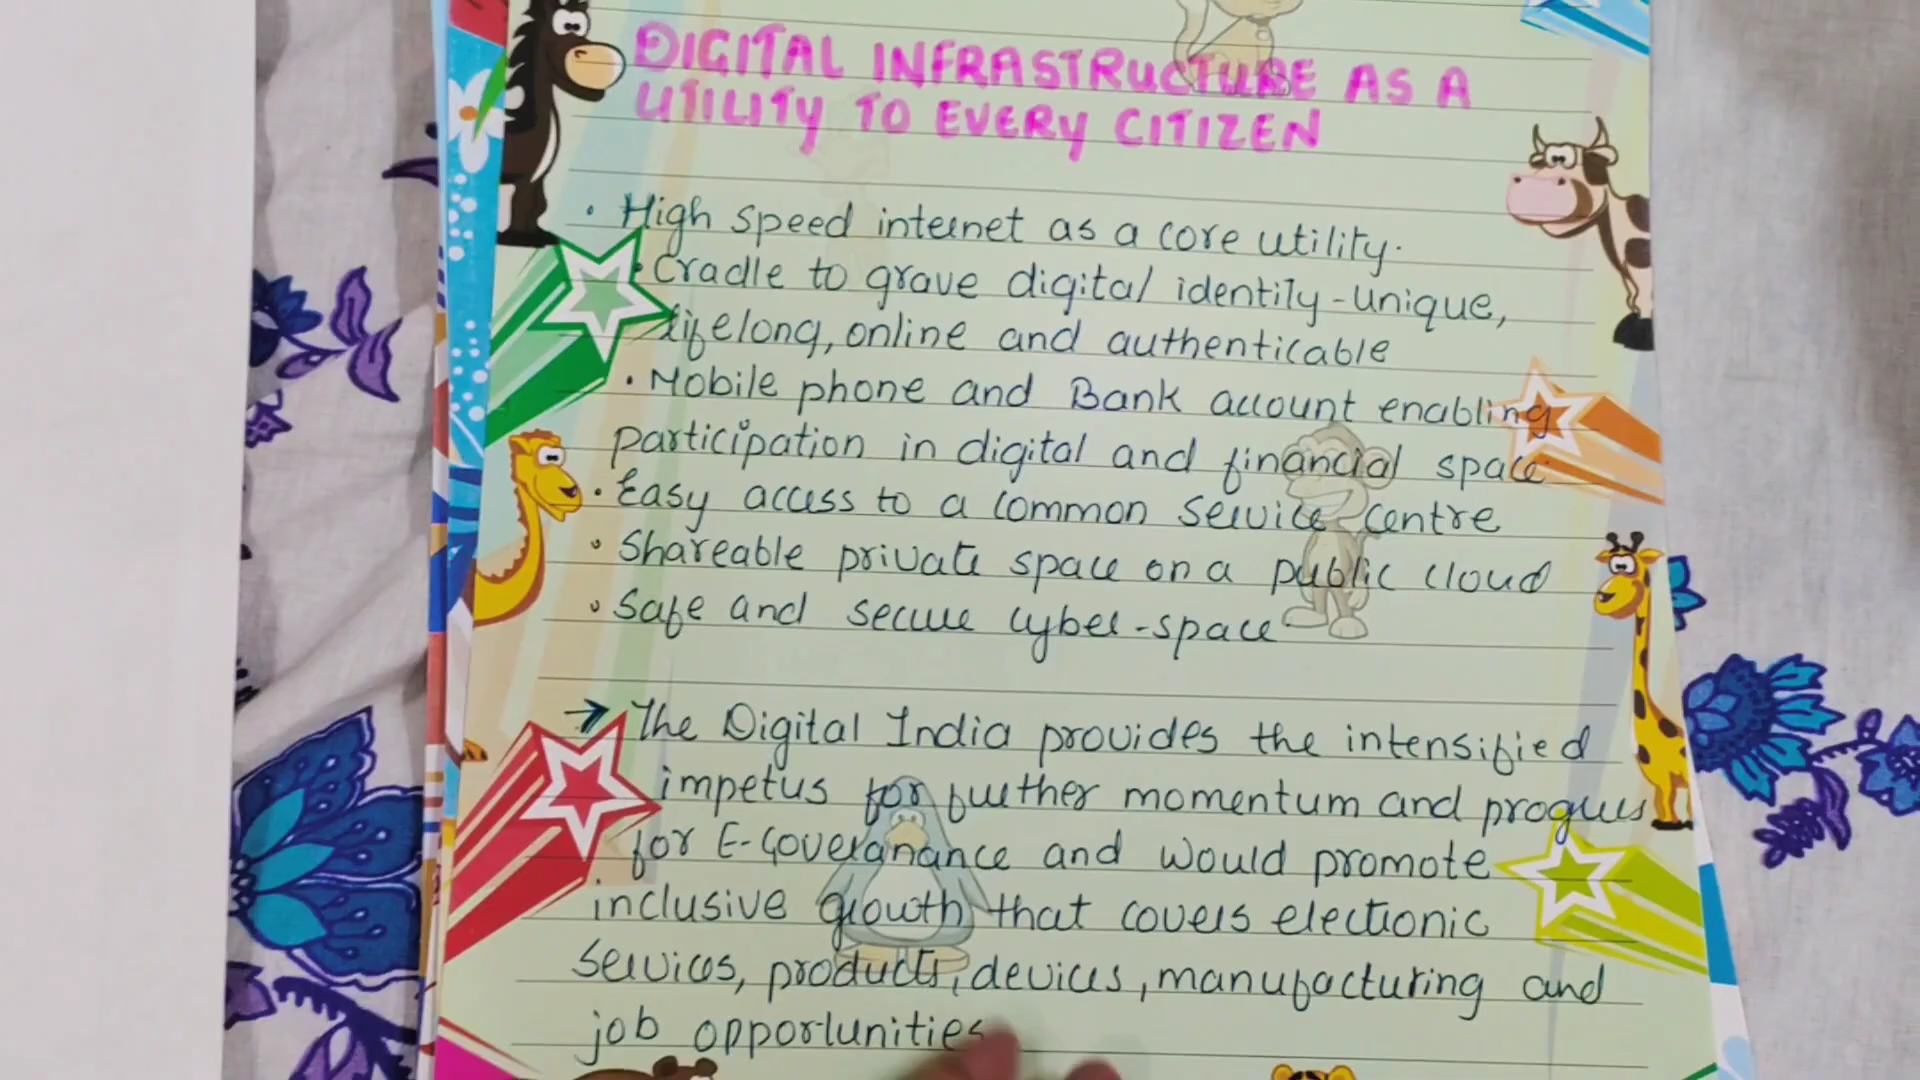 DIGITAL INFRASTRUCTURE AS A
UTILITY TO EVERY CITIZEN
• High speed internet as a core utility.
• Cradle to grave digital identity - unique,
lifelong, online and authenticable
• Mobile phone and Bank account enabling
participation in digital and financial space
• Easy access to a common service centre
• Shareable private space on a public cloud
• Safe and secure cyber-space
→ The Digital India provides the intensified
impetus for further momentum and progress
for E-Goveranance and would promote
inclusive growth that covers electronic
services, products, devices, manufacturing and
job opportunities